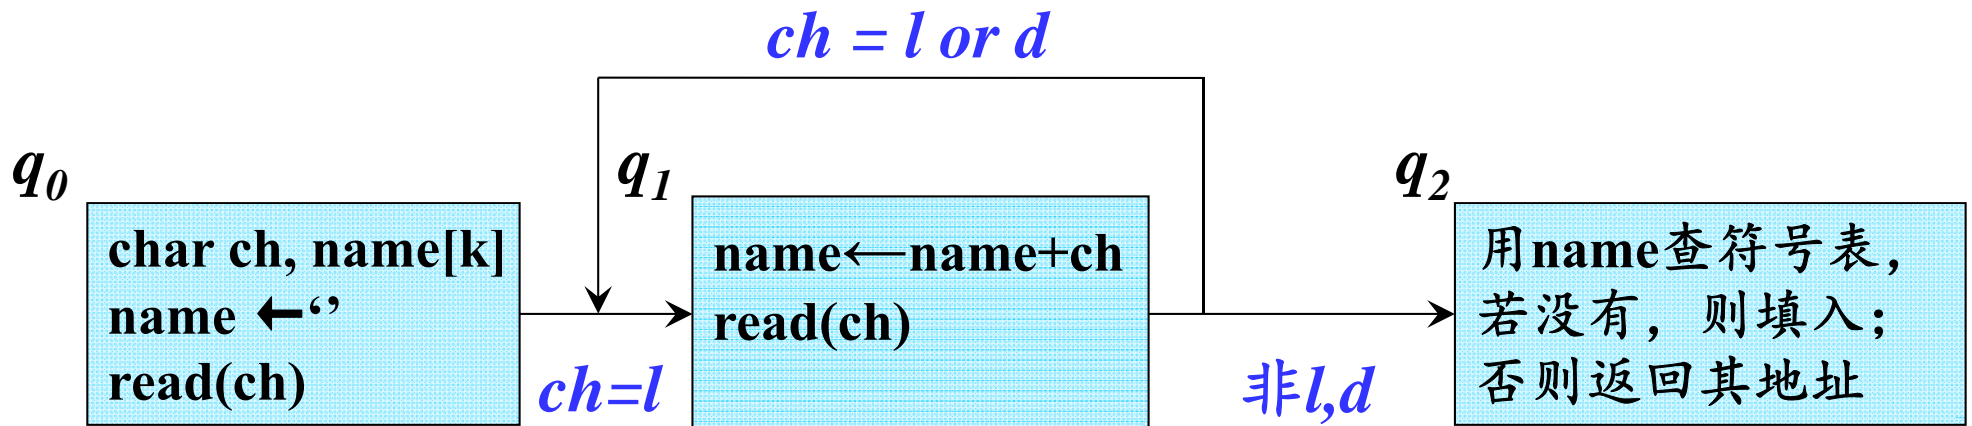 ch = l or d
q0
char ch, name[k]
name ←‘’
read(ch)
ch=l
q1
name←name+ch
read(ch)
非l,d
q2
用name查符号表，
若没有，则填入；
否则返回其地址